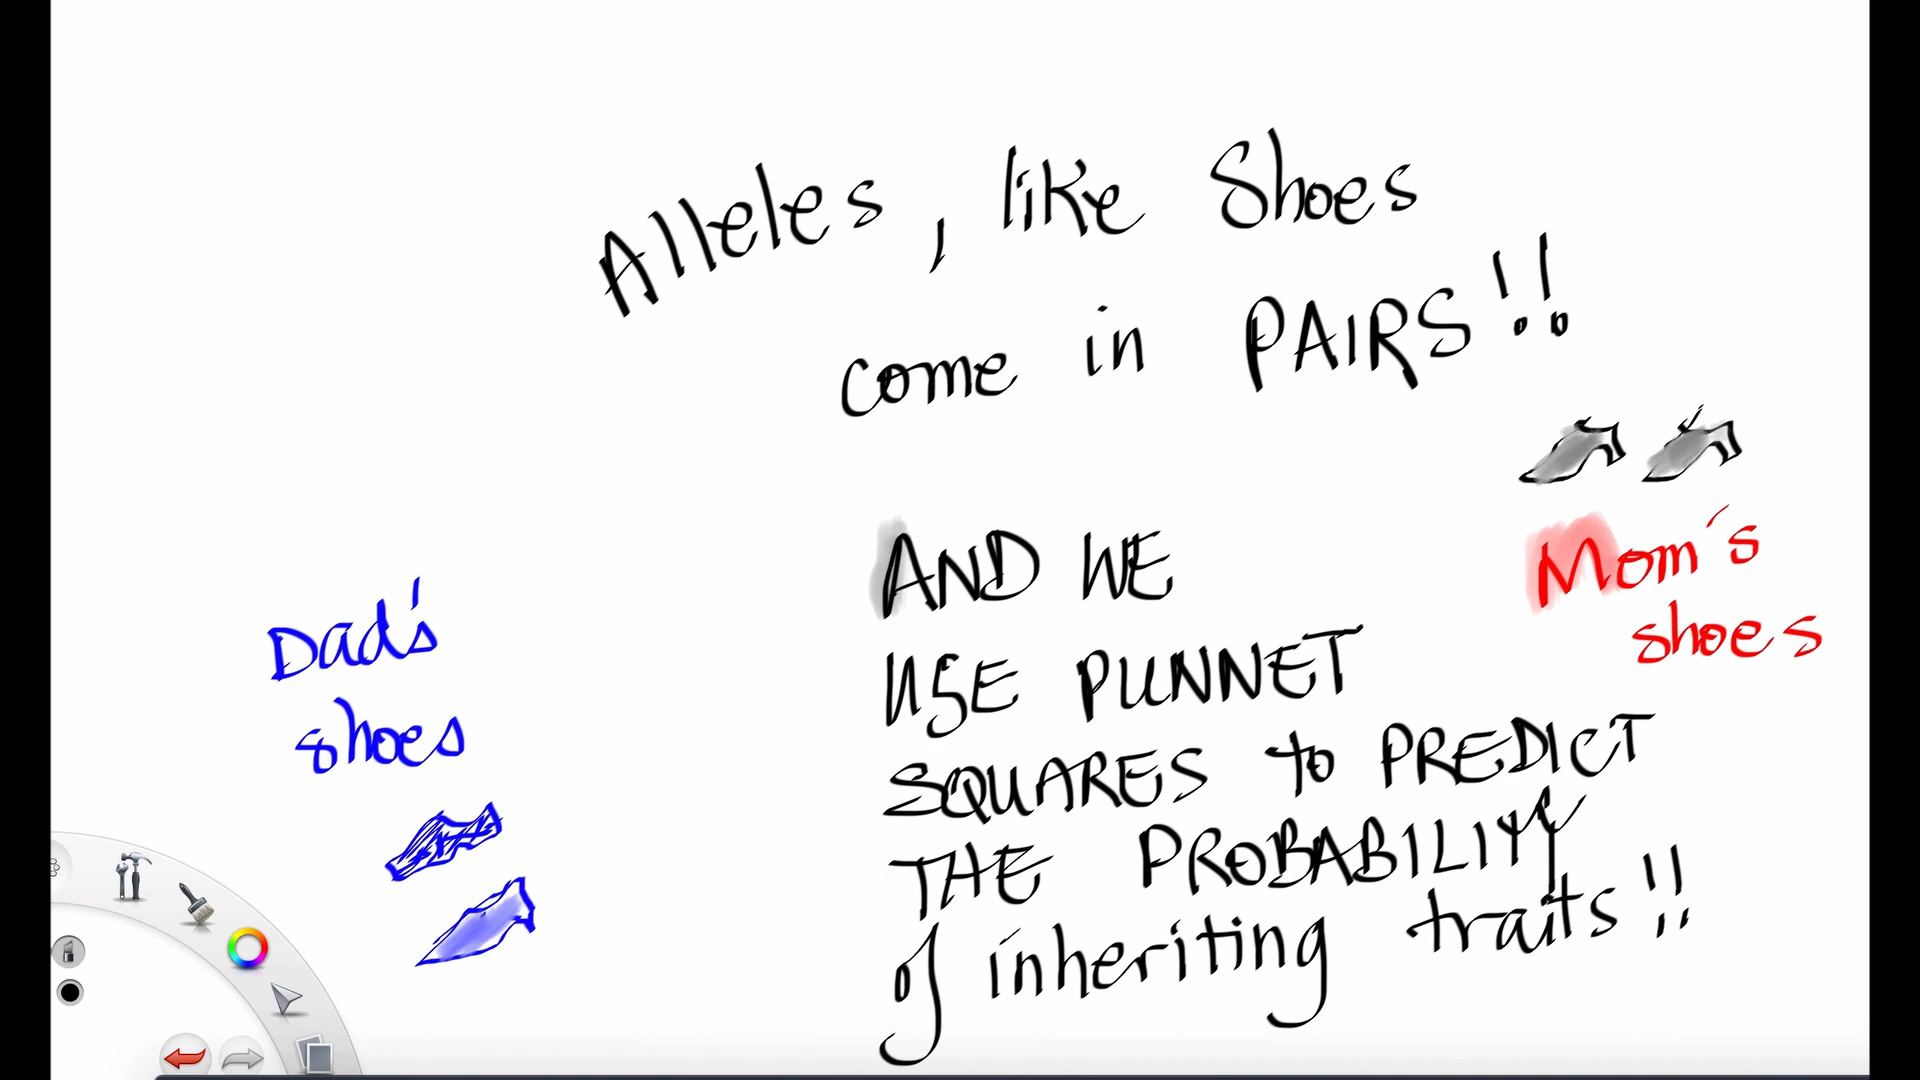 Alleles, like Shoes
come in PAIRS!!
AND WE
USE PUNNET
SQUARES to PREDICT
THE PROBABILITY
of inheriting traits!!
Mom's
shoes
Dad's
shoes